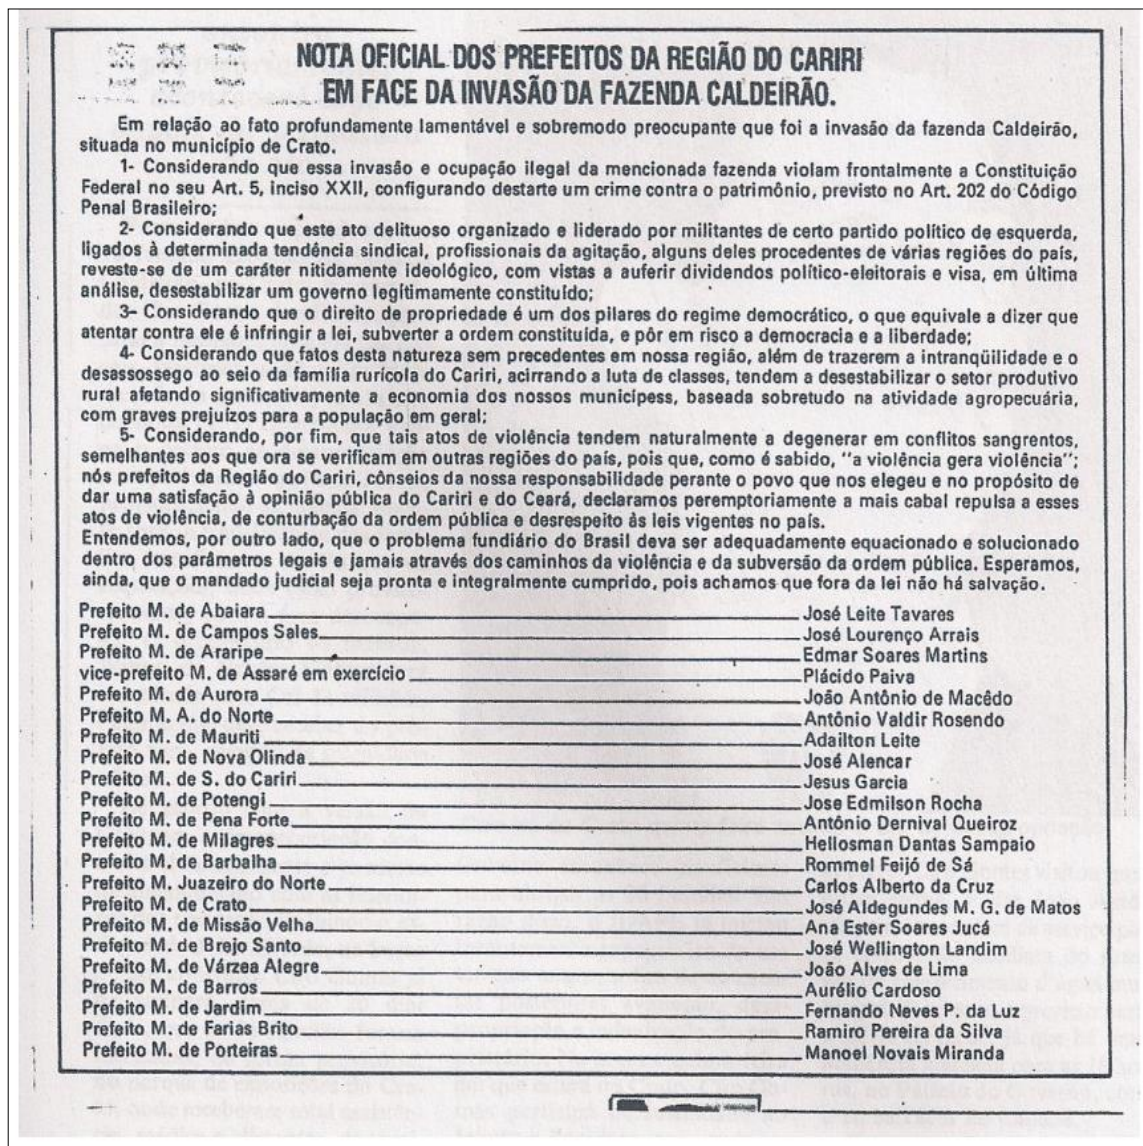 NOTA OFICIAL DOS PREFEITOS DA REGIÃO DO CARIRI
EM FACE DA INVASÃO DA FAZENDA CALDEIRÃO.
Em relação ao fato profundamente lamentável e sobremodo preocupante que foi a invasão da fazenda Caldeirão,
situada no município de Crato.
1- Considerando que essa invasão e ocupação ilegal da mencionada fazenda violam frontalmente a Constituição
Federal no seu Art. 5, inciso XXII, configurando destarte um crime contra o patrimônio, previsto no Art. 202 do Código
Penal Brasileiro;
2- Considerando que este ato delituoso organizado e liderado por militantes de certo partido político de esquerda,
ligados à determinada tendência sindical, profissionais da agitação, alguns deles procedentes de várias regiões do país,
reveste-se de um caráter nitidamente ideológico, com vistas a auferir dividendos político-eleitorais e visa, em última
análise, desestabilizar um governo legítimamente constituído;
3- Considerando que o direito de propriedade é um dos pilares do regime democrático, o que equivale a dizer que
atentar contra ele é infringir a lei, subverter a ordem constituída, e pôr em risco a democracia e a liberdade;
4- Considerando que fatos desta natureza sem precedentes em nossa região, além de trazerem a intranqüilidade e o
desassossego ao seio da família rurícola do Cariri, acirrando a luta de classes, tendem a desestabilizar o setor produtivo
rural afetando significativamente a economia dos nossos municípess, baseada sobretudo na atividade agropecuária,
com graves prejuízos para a população em geral;
5- Considerando, por fim, que tais atos de violência tendem naturalmente a degenerar em conflitos sangrentos,
semelhantes aos que ora se verificam em outras regiões do país, pois que, como é sabido, "a violência gera violência";
nós prefeitos da Região do Cariri, cônseios da nossa responsabilidade perante o povo que nos elegeu e no propósito de
dar uma satisfação à opinião pública do Cariri e do Ceará, declaramos peremptoriamente a mais cabal repulsa a esses
atos de violência, de conturbação da ordem pública e desrespeito às leis vigentes no país.
Entendemos, por outro lado, que o problema fundiário do Brasil deva ser adequadamente equacionado e solucionado
dentro dos parâmetros legais e jamais através dos caminhos da violência e da subversão da ordem pública. Esperamos,
ainda, que o mandado judicial seja pronta e integralmente cumprido, pois achamos que fora da lei não há salvação.
Prefeito M. de Abaiara José Leite Tavares
Prefeito M. de Campos Sales José Lourenço Arrais
Prefeito M. de Araripe Edmar Soares Martins
vice-prefeito M. de Assaré em exercício Plácido Paiva
Prefeito M. de Aurora João Antônio de Macêdo
Prefeito M. A. do Norte Antônio Valdir Rosendo
Prefeito M. de Mauriti Adailton Leite
Prefeito M. de Nova Olinda José Alencar
Prefeito M. de S. do Cariri Jesus Garcia
Prefeito M. de Potengi Jose Edmilson Rocha
Prefeito M. de Pena Forte Antônio Dernival Queiroz
Prefeito M. de Milagres Hellosman Dantas Sampaio
Prefeito M. de Barbalha Rommel Feijó de Sá
Prefeito M. Juazeiro do Norte Carlos Alberto da Cruz
Prefeito M. de Crato José Aldegundes M. G. de Matos
Prefeito M. de Missão Velha Ana Ester Soares Jucá
Prefeito M. de Brejo Santo José Wellington Landim
Prefeito M. de Várzea Alegre João Alves de Lima
Prefeito M. de Barros Aurélio Cardoso
Prefeito M. de Jardim Fernando Neves P. da Luz
Prefeito M. de Farias Brito Ramiro Pereira da Silva
Prefeito M. de Porteiras Manoel Novais Miranda